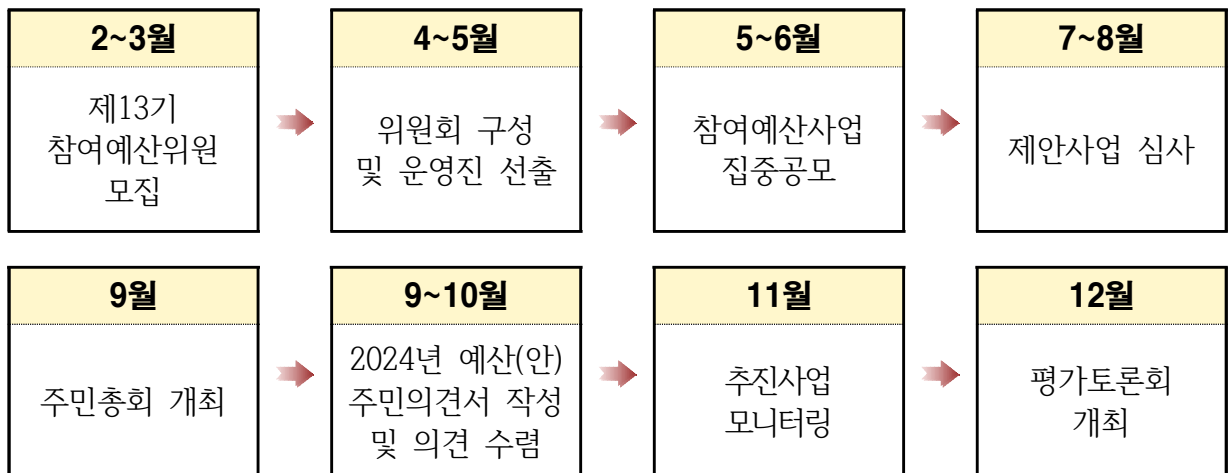 2~3월
제13기
참여예산위원
모집
4~5월
위원회 구성
및 운영진 선출
5~6월
참여예산사업
집중공모
7~8월
제안사업 심사
9월
주민총회 개최
9~10월
2024년 예산(안)
주민의견서 작성
및 의견 수렴
11월
추진사업
모니터링
12월
평가토론회
개최